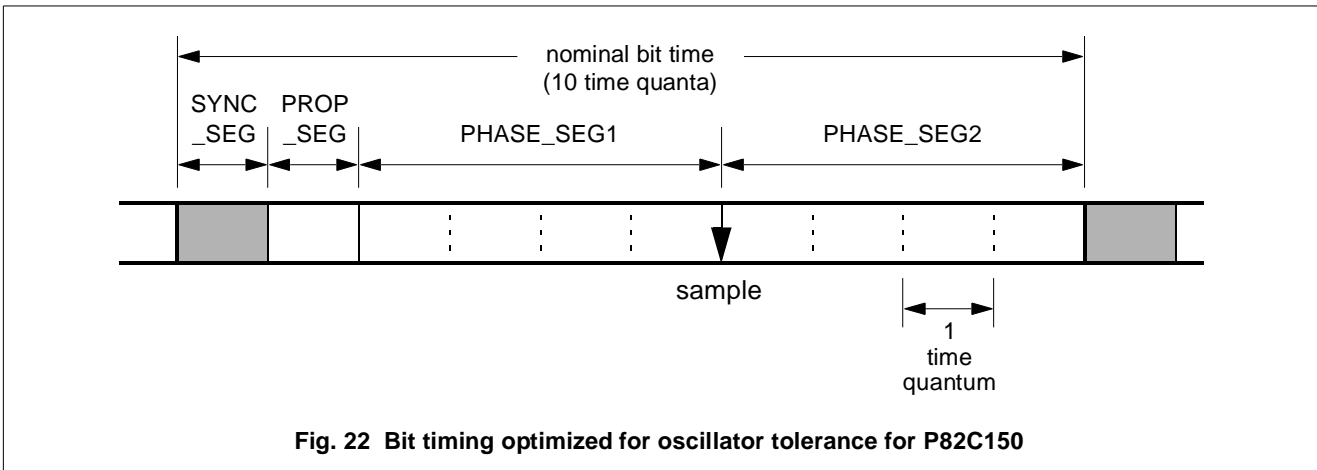 nominal bit time
(10 time quanta)
SYNC
_SEG
PROP
_SEG
PHASE_SEG1
PHASE_SEG2
sample
1
time
quantum
Fig. 22 Bit timing optimized for oscillator tolerance for P82C150